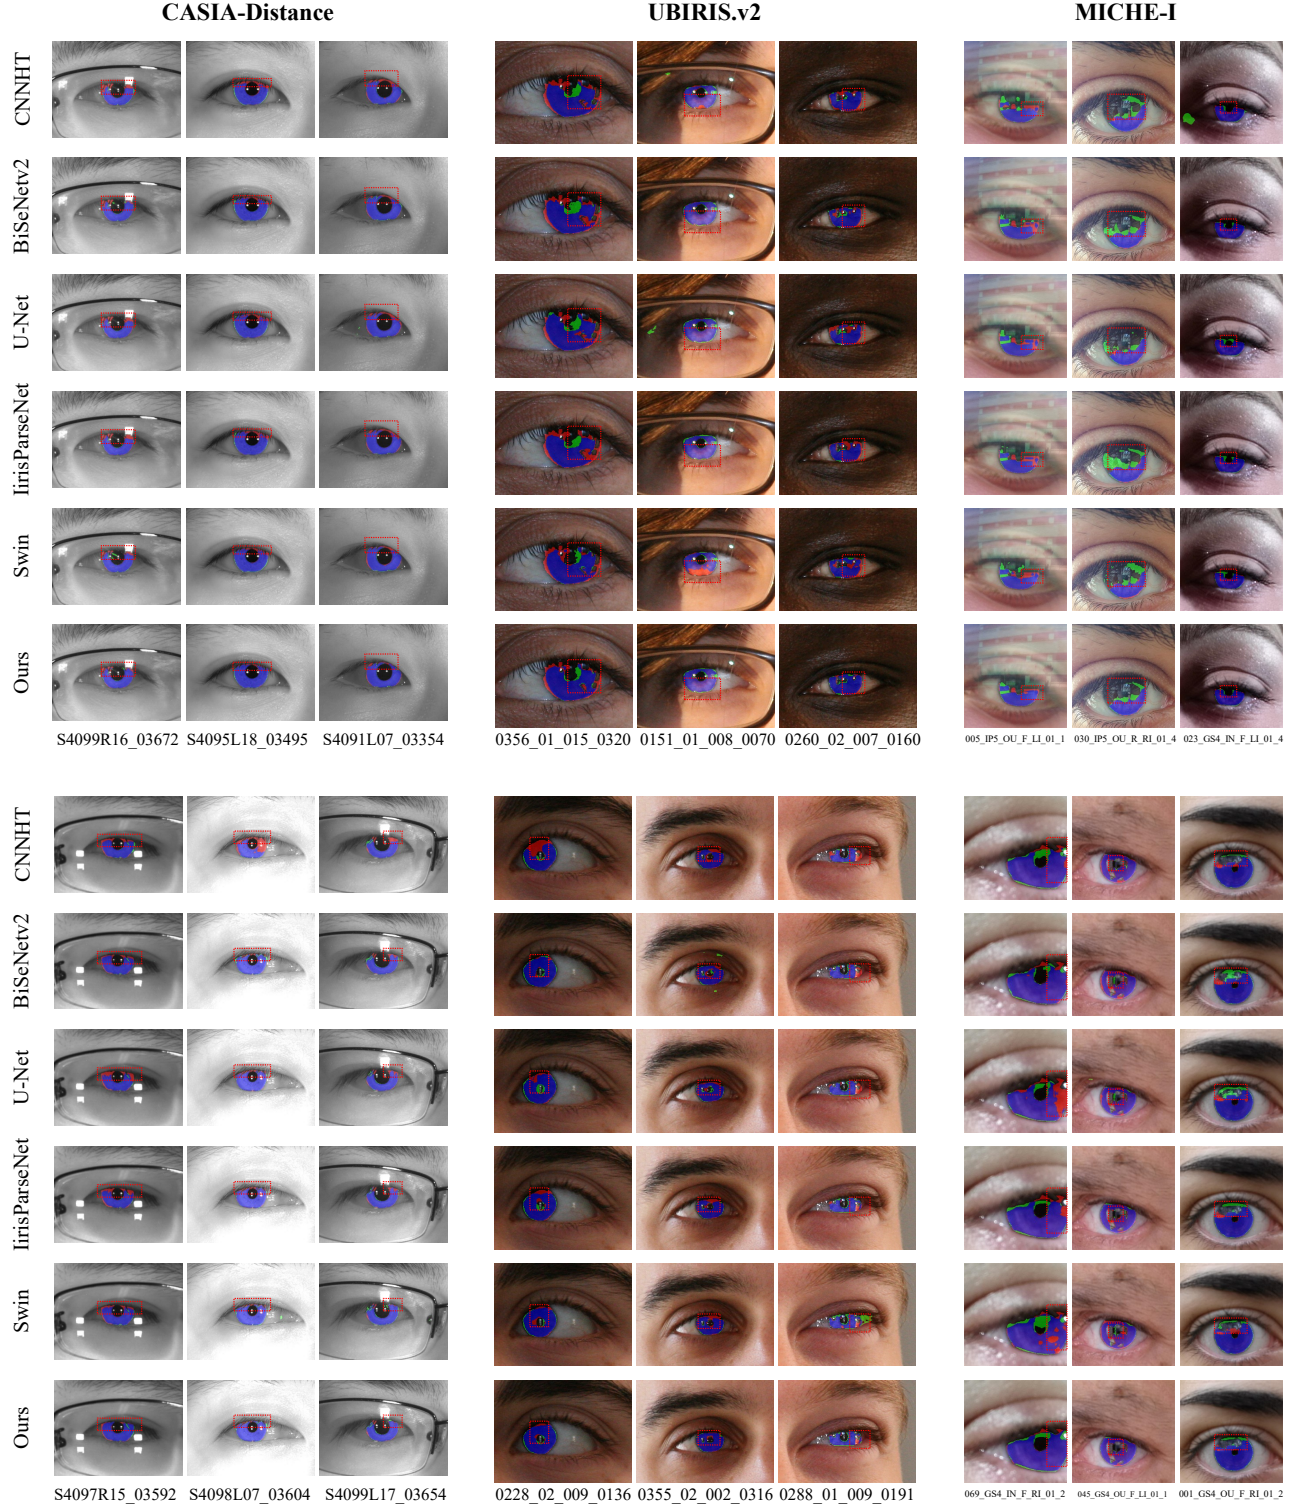 CASIA-Distance UBIRIS.v2 MICHE-I
CNNHT
BiSeNetv2
U-Net
IirisParseNet
Swin
Ours
S4099R16_03672 S4095L18_03495 S4091L07_03354 0356_01_015_0320 0151_01_008_0070 0260_02_007_0160 005_IP5_OU_F_LI_01_1 030_IP5_OU_R_RI_01_4 023_GS4_IN_F_LI_01_4
CNNHT
BiSeNetv2
U-Net
IirisParseNet
Swin
Ours
S4097R15_03592 S4098L07_03604 S4099L17_03654 0228_02_009_0136 0355_02_002_0316 0288_01_009_0191 069_GS4_IN_F_RI_01_2 045_GS4_OU_F_LI_01_1 001_GS4_OU_F_RI_01_2